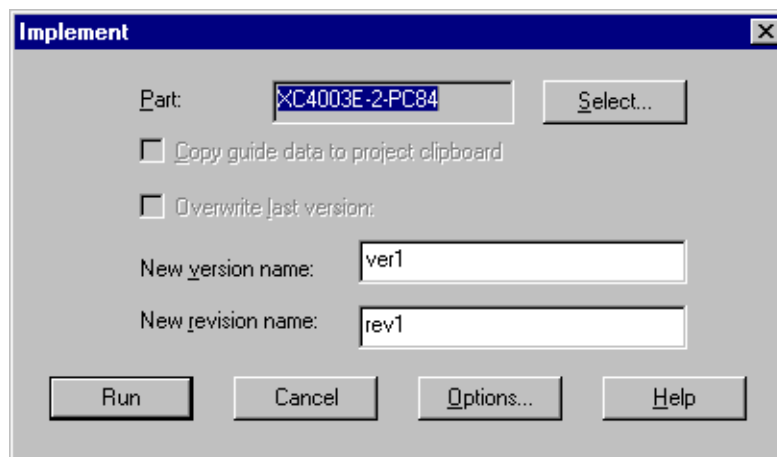 Implement
Part: XC4003E-2-PC84 Select...
Copy guide data to project clipboard
Overwrite last version:
New version name: ver1
New revision name: rev1
Run Cancel Options... Help